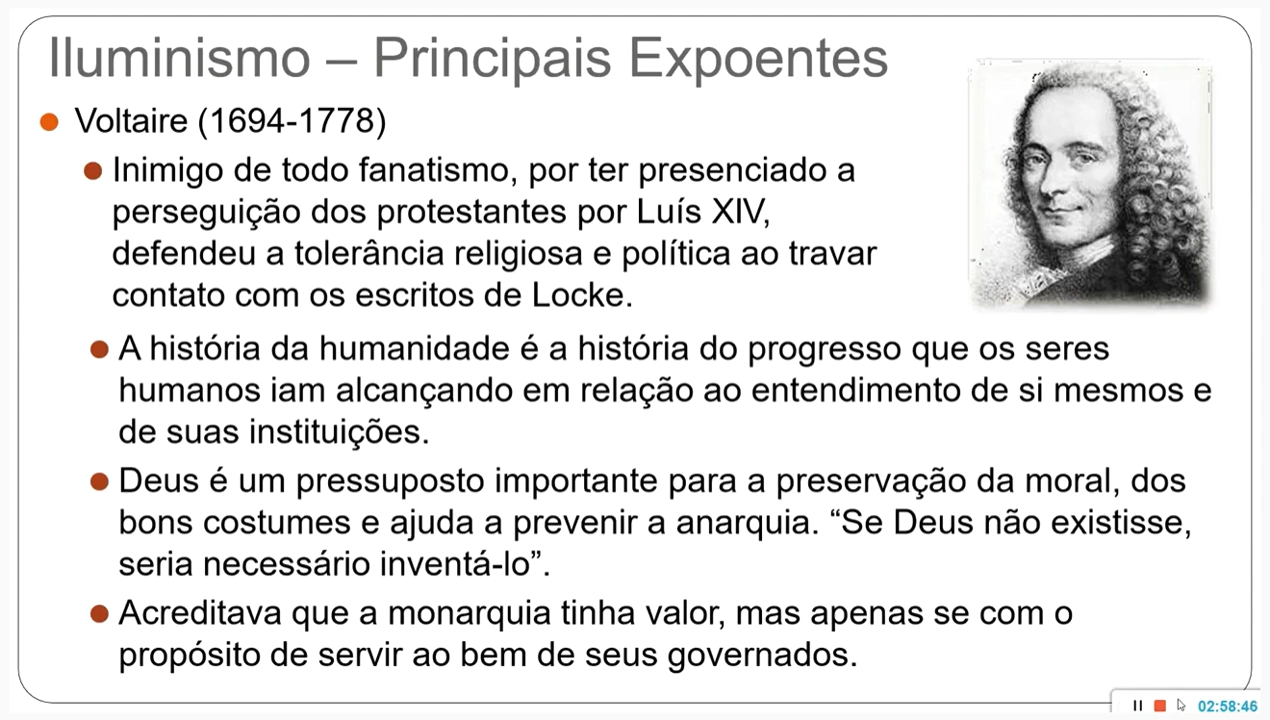 Iluminismo – Principais Expoentes
Voltaire (1694-1778)
Inimigo de todo fanatismo, por ter presenciado a
perseguição dos protestantes por Luís XIV,
defendeu a tolerância religiosa e política ao travar
contato com os escritos de Locke.
A história da humanidade é a história do progresso que os seres
humanos iam alcançando em relação ao entendimento de si mesmos e
de suas instituições.
Deus é um pressuposto importante para a preservação da moral, dos
bons costumes e ajuda a prevenir a anarquia. “Se Deus não existisse,
seria necessário inventá-lo”.
Acreditava que a monarquia tinha valor, mas apenas se com o
propósito de servir ao bem de seus governados.
02:58:46